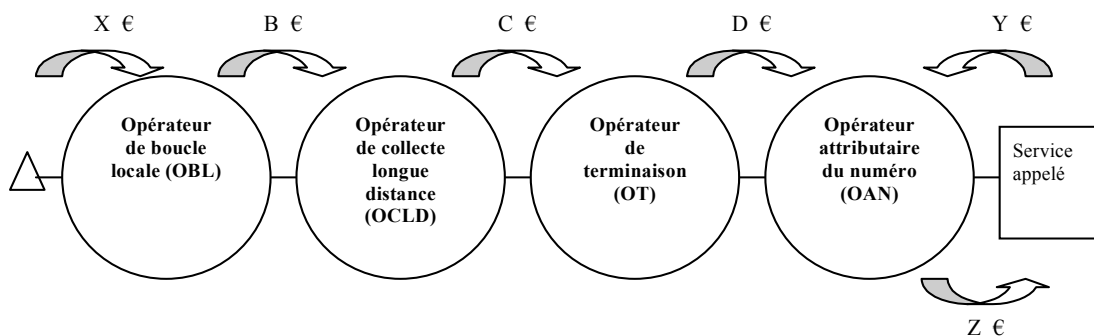 X €
B €
C €
D €
Y €
Opérateur
de boucle
locale (OBL)
Opérateur
de collecte
longue
distance
(OCLD)
Opérateur
de
terminaison
(OT)
Opérateur
attributaire
du numéro
(OAN)
Service
appelé
Z €